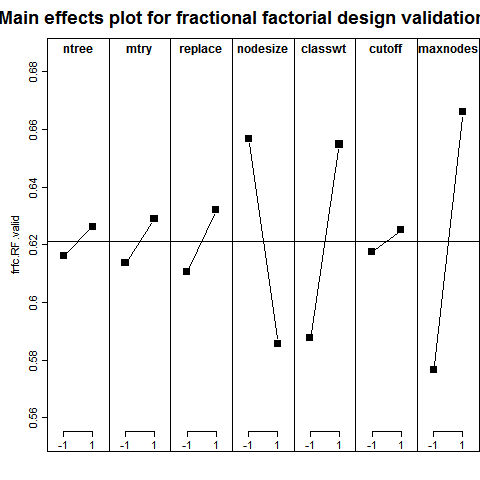 Main effects plot for fractional factorial design validation
ntree mtry replace nodesize classwt cutoff maxnodes
0.68
0.66
0.64
0.62
0.6
0.58
0.56
frfc.RF.valid
-1 1 -1 1 -1 1 -1 1 -1 1 -1 1 -1 1